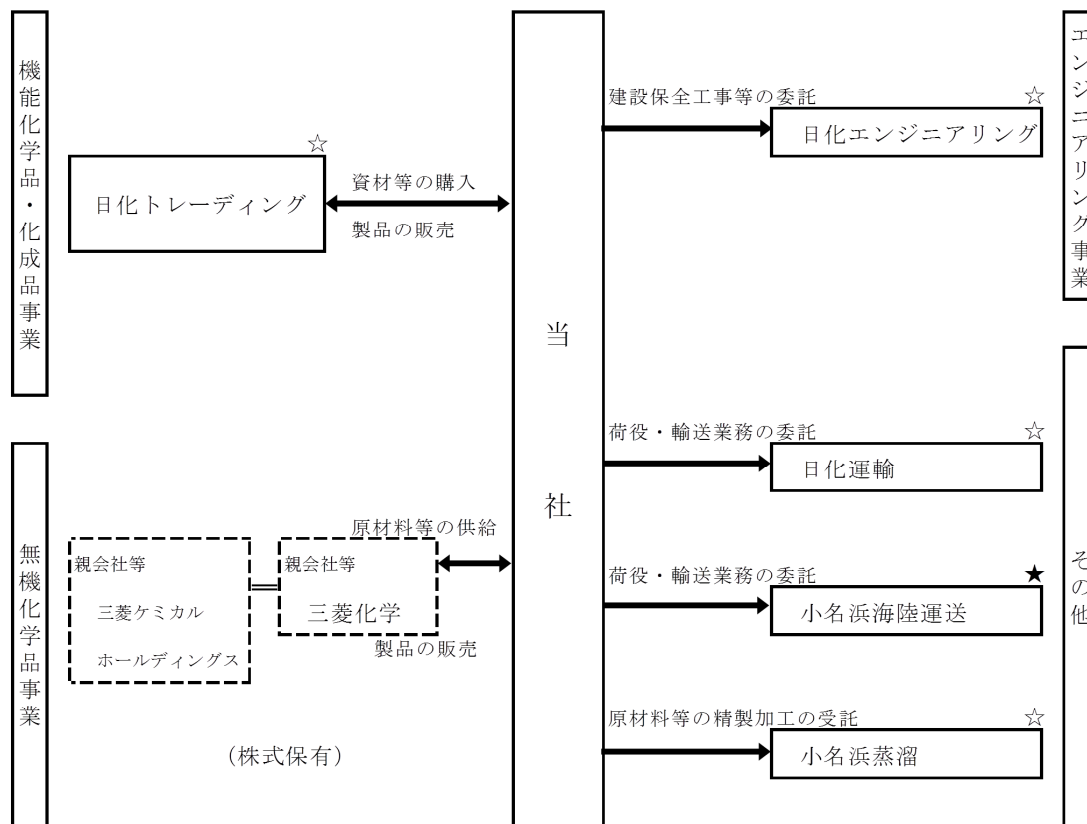 機能化学品・化成品事業
☆
日化トレーディング
資材等の購入
製品の販売
無機化学品事業
親会社等
三菱ケミカル
ホールディングス
親会社等
三菱化学
原材料等の供給
製品の販売
(株式保有)
当社
建設保全工事等の委託
☆
日化エンジニアリング
荷役・輸送業務の委託
☆
日化運輸
荷役・輸送業務の委託
★
小名浜海陸運送
原材料等の精製加工の受託
☆
小名浜蒸溜
エンジニアリング事業
その他